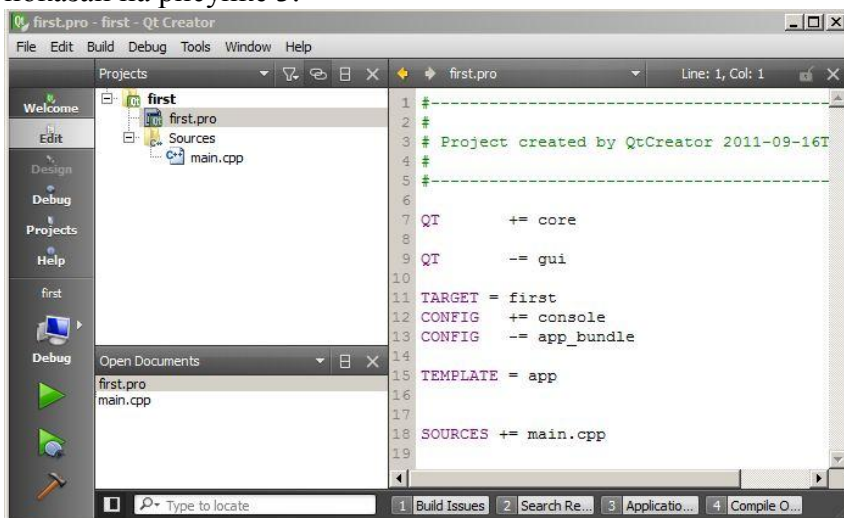 first.pro - first - Qt Creator
File Edit Build Debug Tools Window Help
Projects
first.pro
Line: 1, Col: 1
Welcome
Edit
Design
Debug
Projects
Help
first
Debug
first
first.pro
Sources
main.cpp
Open Documents
first.pro
main.cpp
1 #----------------------------------------
2 #
3 # Project created by QtCreator 2011-09-16T
4 #
5 #----------------------------------------
6
7 QT += core
8
9 QT -= gui
10
11 TARGET = first
12 CONFIG += console
13 CONFIG -= app_bundle
14
15 TEMPLATE = app
16
17
18 SOURCES += main.cpp
19
Type to locate
1 Build Issues 2 Search Re... 3 Applicatio... 4 Compile O...